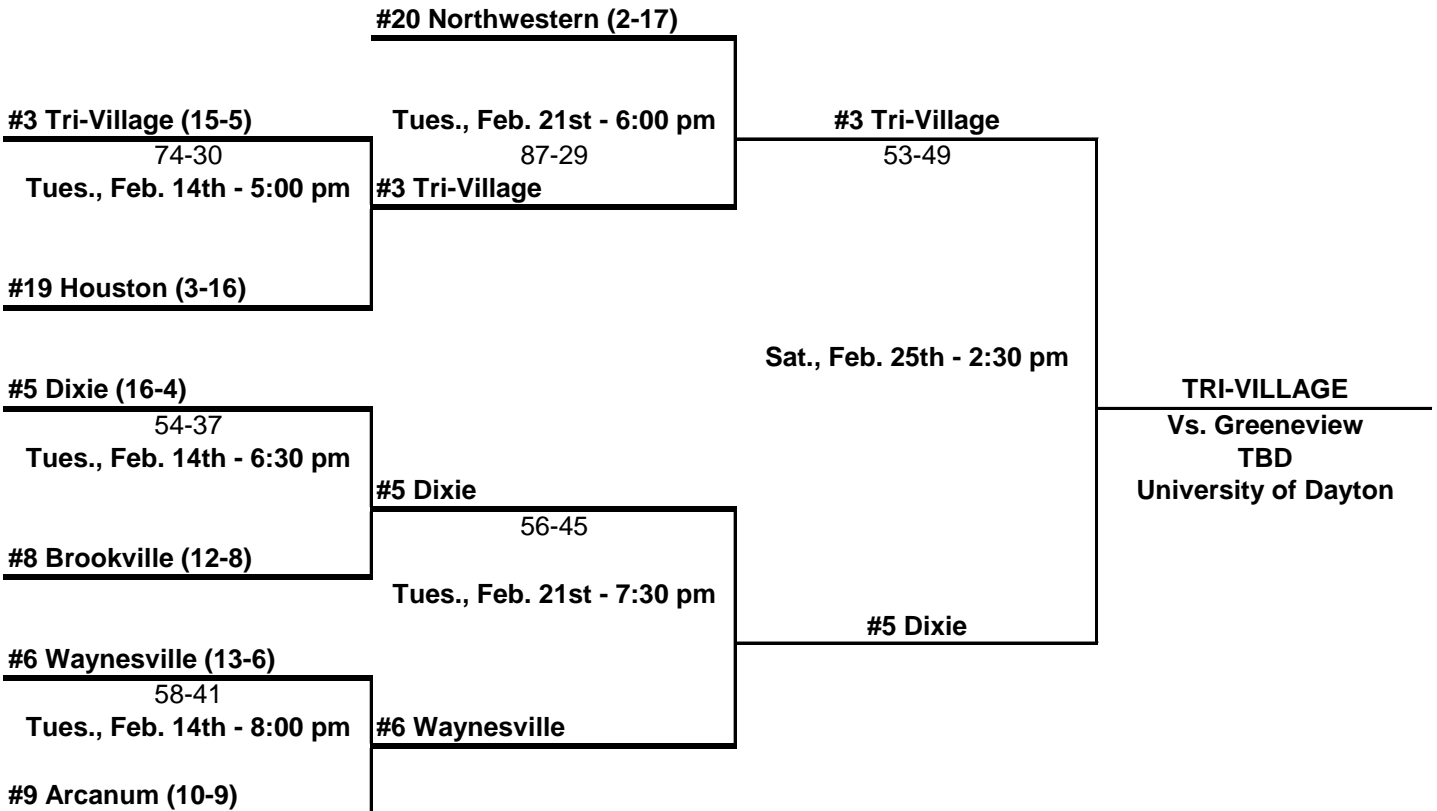 #20 Northwestern (2-17)
#3 Tri-Village (15-5)
Tues., Feb. 21st - 6:00 pm
#3 Tri-Village
74-30
87-29
53-49
Tues., Feb. 14th - 5:00 pm
#3 Tri-Village
#19 Houston (3-16)
Sat., Feb. 25th - 2:30 pm
#5 Dixie (16-4)
TRI-VILLAGE
54-37
Vs. Greeneview
Tues., Feb. 14th - 6:30 pm
TBD
#5 Dixie
University of Dayton
56-45
#8 Brookville (12-8)
Tues., Feb. 21st - 7:30 pm
#5 Dixie
#6 Waynesville (13-6)
58-41
Tues., Feb. 14th - 8:00 pm
#6 Waynesville
#9 Arcanum (10-9)